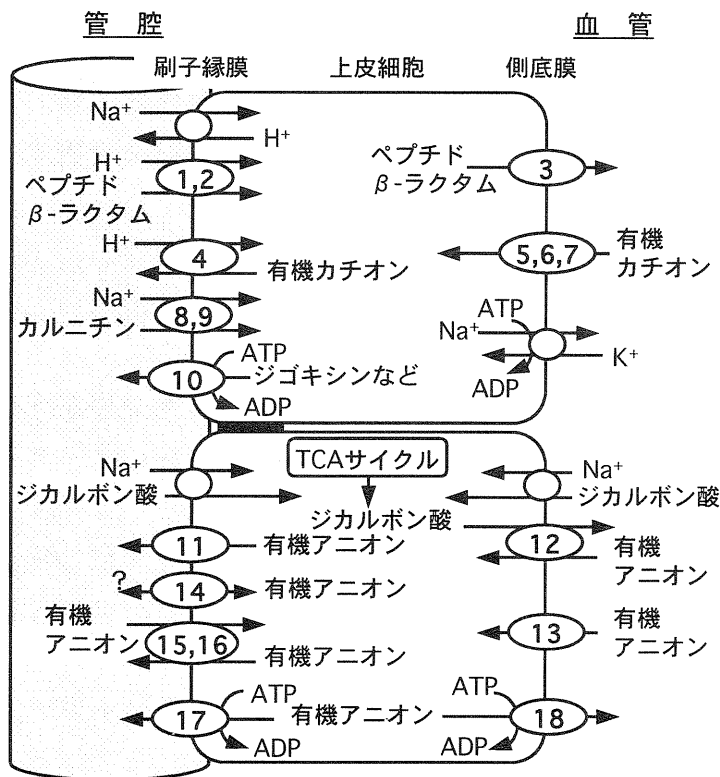 管 腔
血 管
刷子縁膜
上皮細胞
側底膜
Na⁺
H⁺
H⁺
1,2
ペプチド
β-ラクタム
ペプチド
β-ラクタム
3
H⁺
4
有機カチオン
5,6,7
有機
カチオン
Na⁺
カルニチン
8,9
ATP
Na⁺
K⁺
ADP
10
ATP
ジゴキシンなど
ADP
TCAサイクル
Na⁺
ジカルボン酸
Na⁺
ジカルボン酸
ジカルボン酸
11
有機アニオン
12
有機
アニオン
?
14
有機アニオン
有機
アニオン
15,16
有機アニオン
13
有機
アニオン
17
ATP
ADP
有機アニオン
ATP
ADP
18